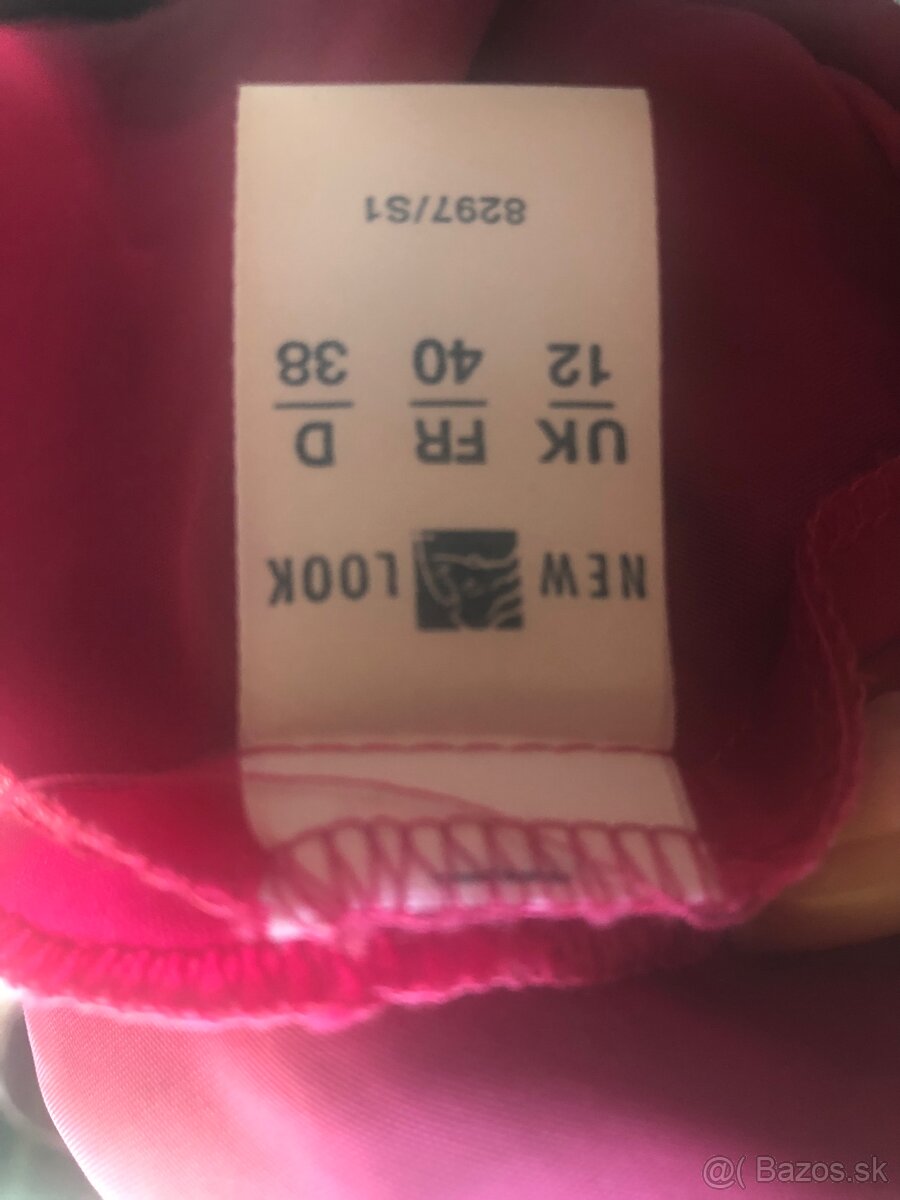 NEW LOOK
UK FR D
12 40 38
8297/S1
@( Bazos.sk